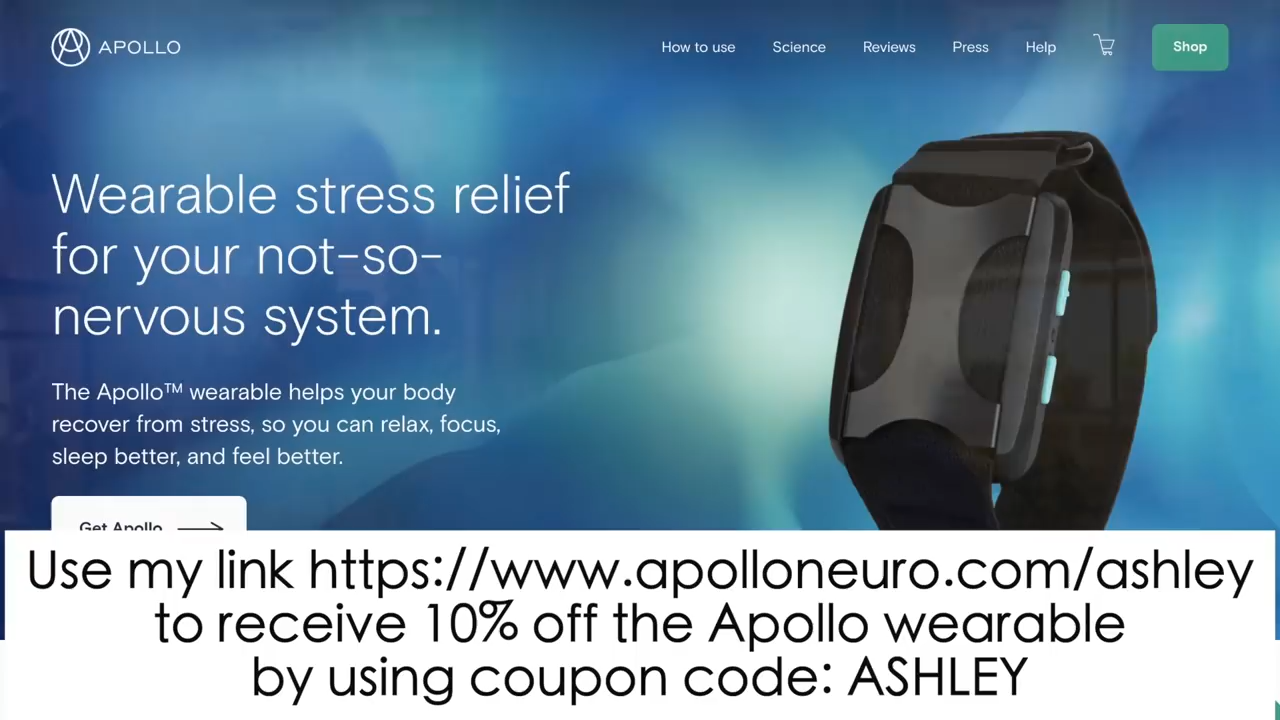 APOLLO
How to use Science Reviews Press Help Shop
Wearable stress relief
for your not-so-
nervous system.
The Apollo™ wearable helps your body
recover from stress, so you can relax, focus,
sleep better, and feel better.
Get Apollo
Use my link https://www.apolloneuro.com/ashley
to receive 10% off the Apollo wearable
by using coupon code: ASHLEY